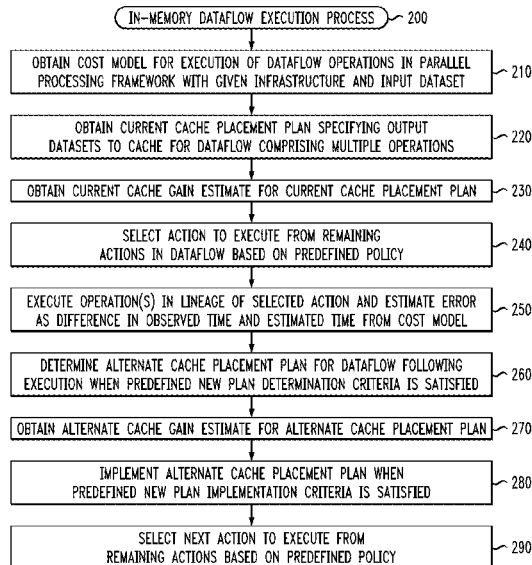 IN-MEMORY DATAFLOW EXECUTION PROCESS 200
OBTAIN COST MODEL FOR EXECUTION OF DATAFLOW OPERATIONS IN PARALLEL
PROCESSING FRAMEWORK WITH GIVEN INFRASTRUCTURE AND INPUT DATASET
210
OBTAIN CURRENT CACHE PLACEMENT PLAN SPECIFYING OUTPUT
DATASETS TO CACHE FOR DATAFLOW COMPRISING MULTIPLE OPERATIONS
220
OBTAIN CURRENT CACHE GAIN ESTIMATE FOR CURRENT CACHE PLACEMENT PLAN 230
SELECT ACTION TO EXECUTE FROM REMAINING
ACTIONS IN DATAFLOW BASED ON PREDEFINED POLICY
240
EXECUTE OPERATION(S) IN LINEAGE OF SELECTED ACTION AND ESTIMATE ERROR
AS DIFFERENCE IN OBSERVED TIME AND ESTIMATED TIME FROM COST MODEL
250
DETERMINE ALTERNATE CACHE PLACEMENT PLAN FOR DATAFLOW FOLLOWING
EXECUTION WHEN PREDEFINED NEW PLAN DETERMINATION CRITERIA IS SATISFIED
260
OBTAIN ALTERNATE CACHE GAIN ESTIMATE FOR ALTERNATE CACHE PLACEMENT PLAN 270
IMPLEMENT ALTERNATE CACHE PLACEMENT PLAN WHEN
PREDEFINED NEW PLAN IMPLEMENTATION CRITERIA IS SATISFIED
280
SELECT NEXT ACTION TO EXECUTE FROM
REMAINING ACTIONS BASED ON PREDEFINED POLICY
290